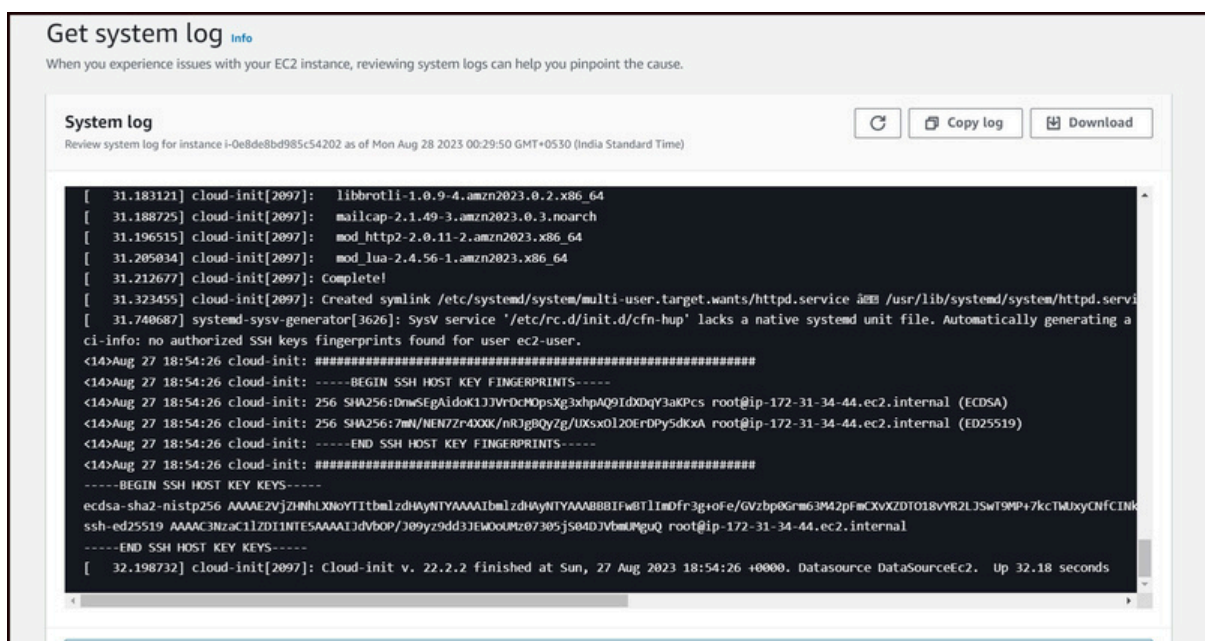 Get system log Info
When you experience issues with your EC2 instance, reviewing system logs can help you pinpoint the cause.
System log
Copy log
Download
Review system log for instance i-0e8de8bd985c54202 as of Mon Aug 28 2023 00:29:50 GMT+0530 (India Standard Time)
[   31.183121] cloud-init[2097]:   libbrotli-1.0.9-4.amzn2023.0.2.x86_64
[   31.188725] cloud-init[2097]:   mailcap-2.1.49-3.amzn2023.0.3.noarch
[   31.196515] cloud-init[2097]:   mod_http2-2.0.11-2.amzn2023.x86_64
[   31.205034] cloud-init[2097]:   mod_lua-2.4.56-1.amzn2023.x86_64
[   31.212677] cloud-init[2097]: Complete!
[   31.323455] cloud-init[2097]: Created symlink /etc/systemd/system/multi-user.target.wants/httpd.service /usr/lib/systemd/system/httpd.servi
[   31.740687] systemd-sysv-generator[3626]: SysV service '/etc/rc.d/init.d/cfn-hup' lacks a native systemd unit file. Automatically generating a
ci-info: no authorized SSH keys fingerprints found for user ec2-user.
<14>Aug 27 18:54:26 cloud-init: #############################################################
<14>Aug 27 18:54:26 cloud-init: -----BEGIN SSH HOST KEY FINGERPRINTS-----
<14>Aug 27 18:54:26 cloud-init: 256 SHA256:DnwSEgAidoK1JJVrDcMOpsXg3xhpAQ9IdXDqY3aKPcs root@ip-172-31-34-44.ec2.internal (ECDSA)
<14>Aug 27 18:54:26 cloud-init: 256 SHA256:7mN/NEN7Zr4XXK/nRJgBQyZg/UXsxOl2OErDPy5dKxA root@ip-172-31-34-44.ec2.internal (ED25519)
<14>Aug 27 18:54:26 cloud-init: -----END SSH HOST KEY FINGERPRINTS-----
<14>Aug 27 18:54:26 cloud-init: #############################################################
-----BEGIN SSH HOST KEY KEYS-----
ecdsa-sha2-nistp256
ssh-ed25519 AAAAC3NzaC1lZDI1NTE5AAAAIJdVbOP/J09yz9dd3JEWOoUMz07305jS04DJVbmUMguQ root@ip-172-31-34-44.ec2.internal
-----END SSH HOST KEY KEYS-----
[   32.198732] cloud-init[2097]: Cloud-init v. 22.2.2 finished at Sun, 27 Aug 2023 18:54:26 +0000. Datasource DataSourceEc2.  Up 32.18 seconds